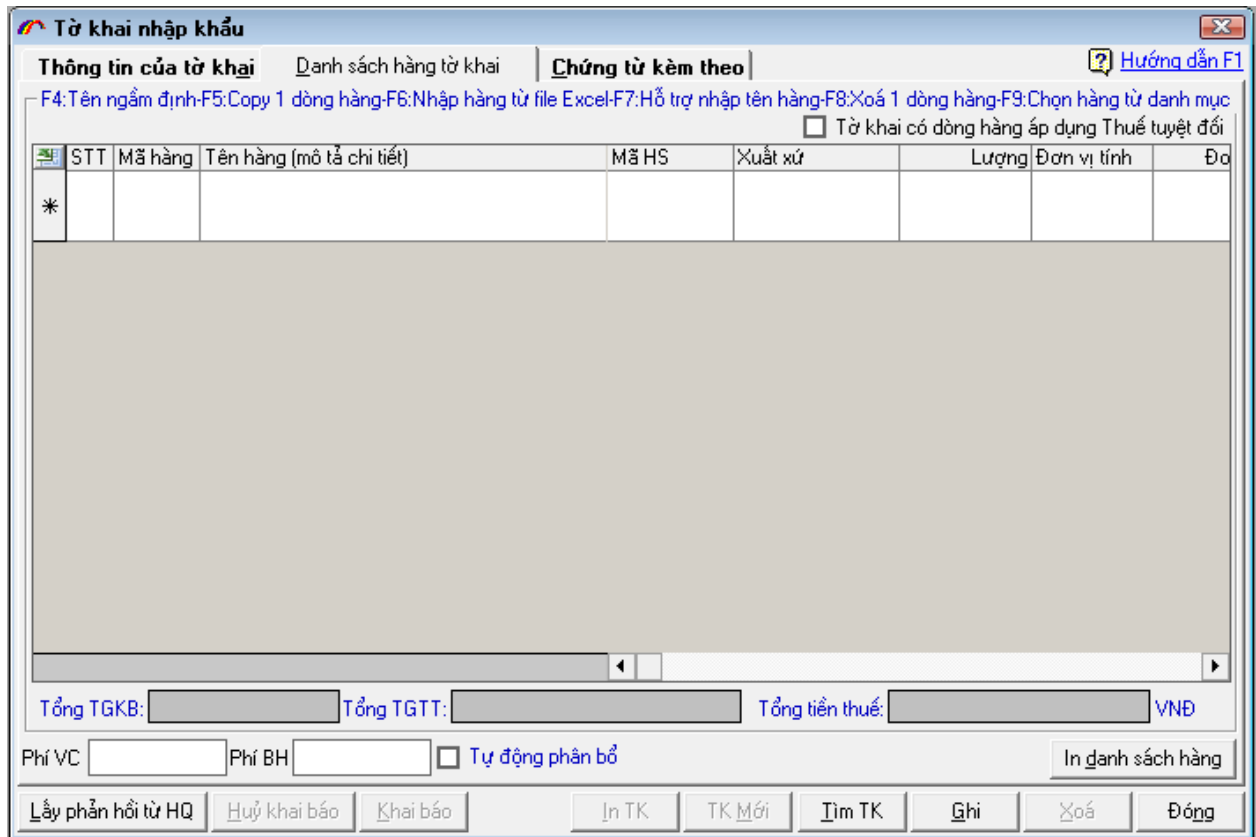 Tờ khai nhập khẩu
Thông tin của tờ khai Danh sách hàng tờ khai Chứng từ kèm theo Hướng dẫn F1
F4:Tên ngầm định-F5:Copy 1 dòng hàng-F6:Nhập hàng từ file Excel-F7:Hỗ trợ nhập tên hàng-F8:Xoá 1 dòng hàng-F9:Chọn hàng từ danh mục
Tờ khai có dòng hàng áp dụng Thuế tuyệt đối
STT Mã hàng Tên hàng (mô tả chi tiết) Mã HS Xuất xứ Lượng Đơn vị tính Đo
Tổng TGKB: Tổng TGTT: Tổng tiền thuế: VNĐ
Phí VC Phí BH Tự động phân bổ In danh sách hàng
Lấy phản hồi từ HQ Huỷ khai báo Khai báo In TK TK Mới Tìm TK Ghi Xoá Đóng